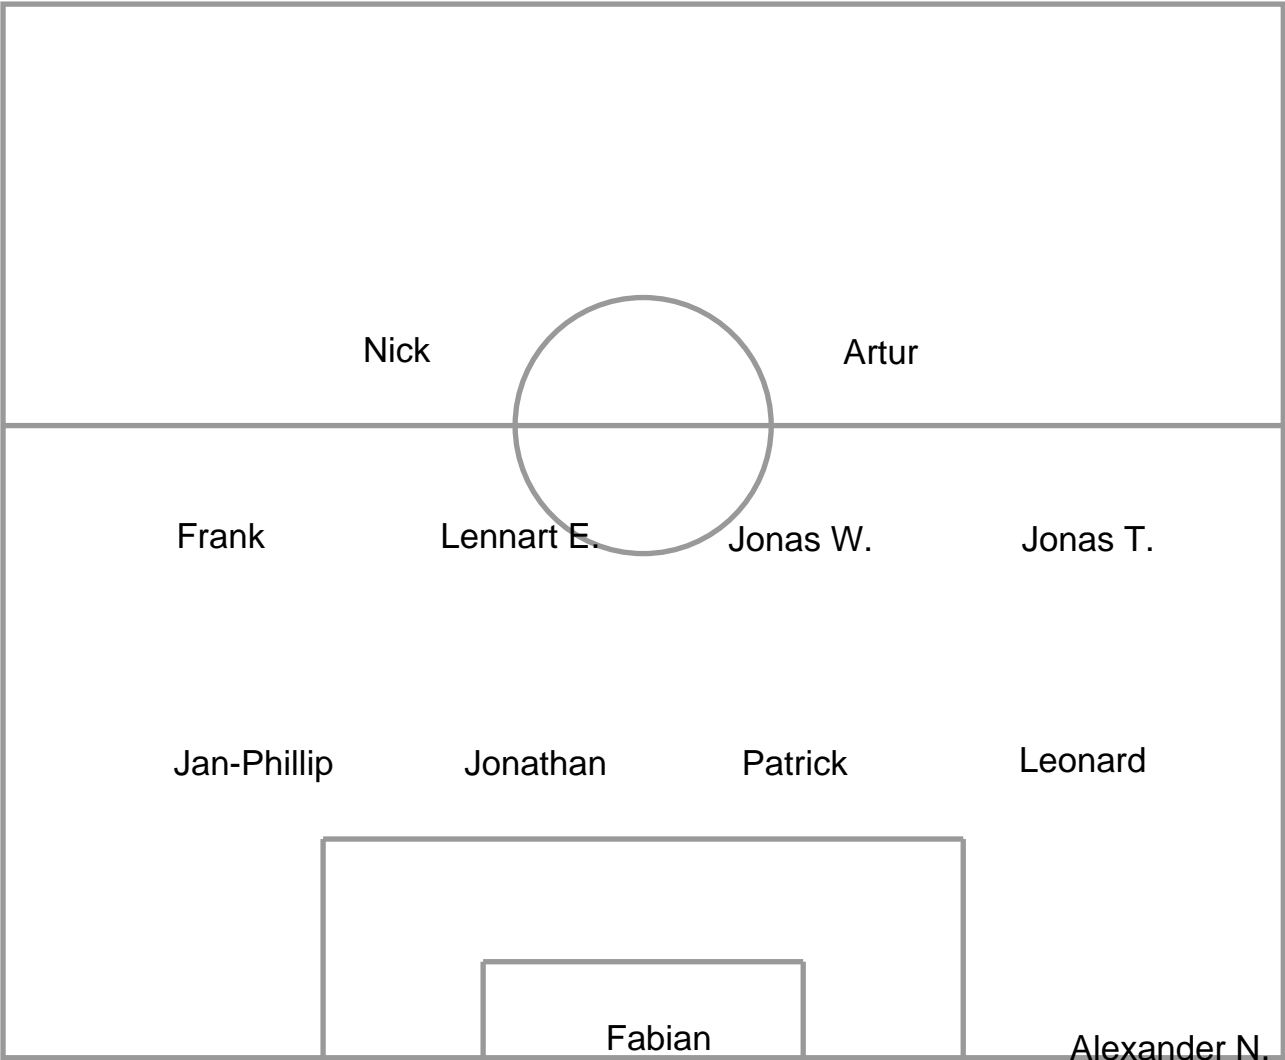 Nick Artur
Frank Lennart E. Jonas W. Jonas T.
Jan-Phillip Jonathan Patrick Leonard
Fabian
Alexander N.